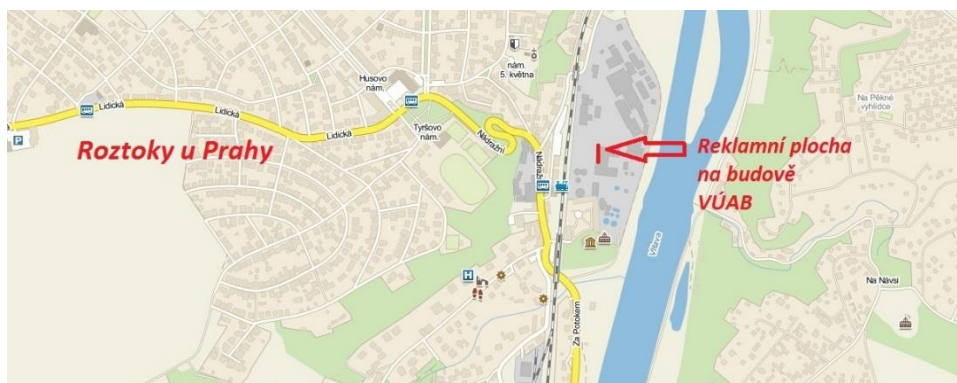 Husovo
nám.
nám.
5. května
Lidická
Lidická
Lidická
Tyršovo
nám.
Nádražní
Nádražní
Roztoky u Prahy
Reklamní plocha
na budově
VÚAB
Na Pěkné
vyhlídce
Vltava
Na Návsi
Za Potokem
H
P